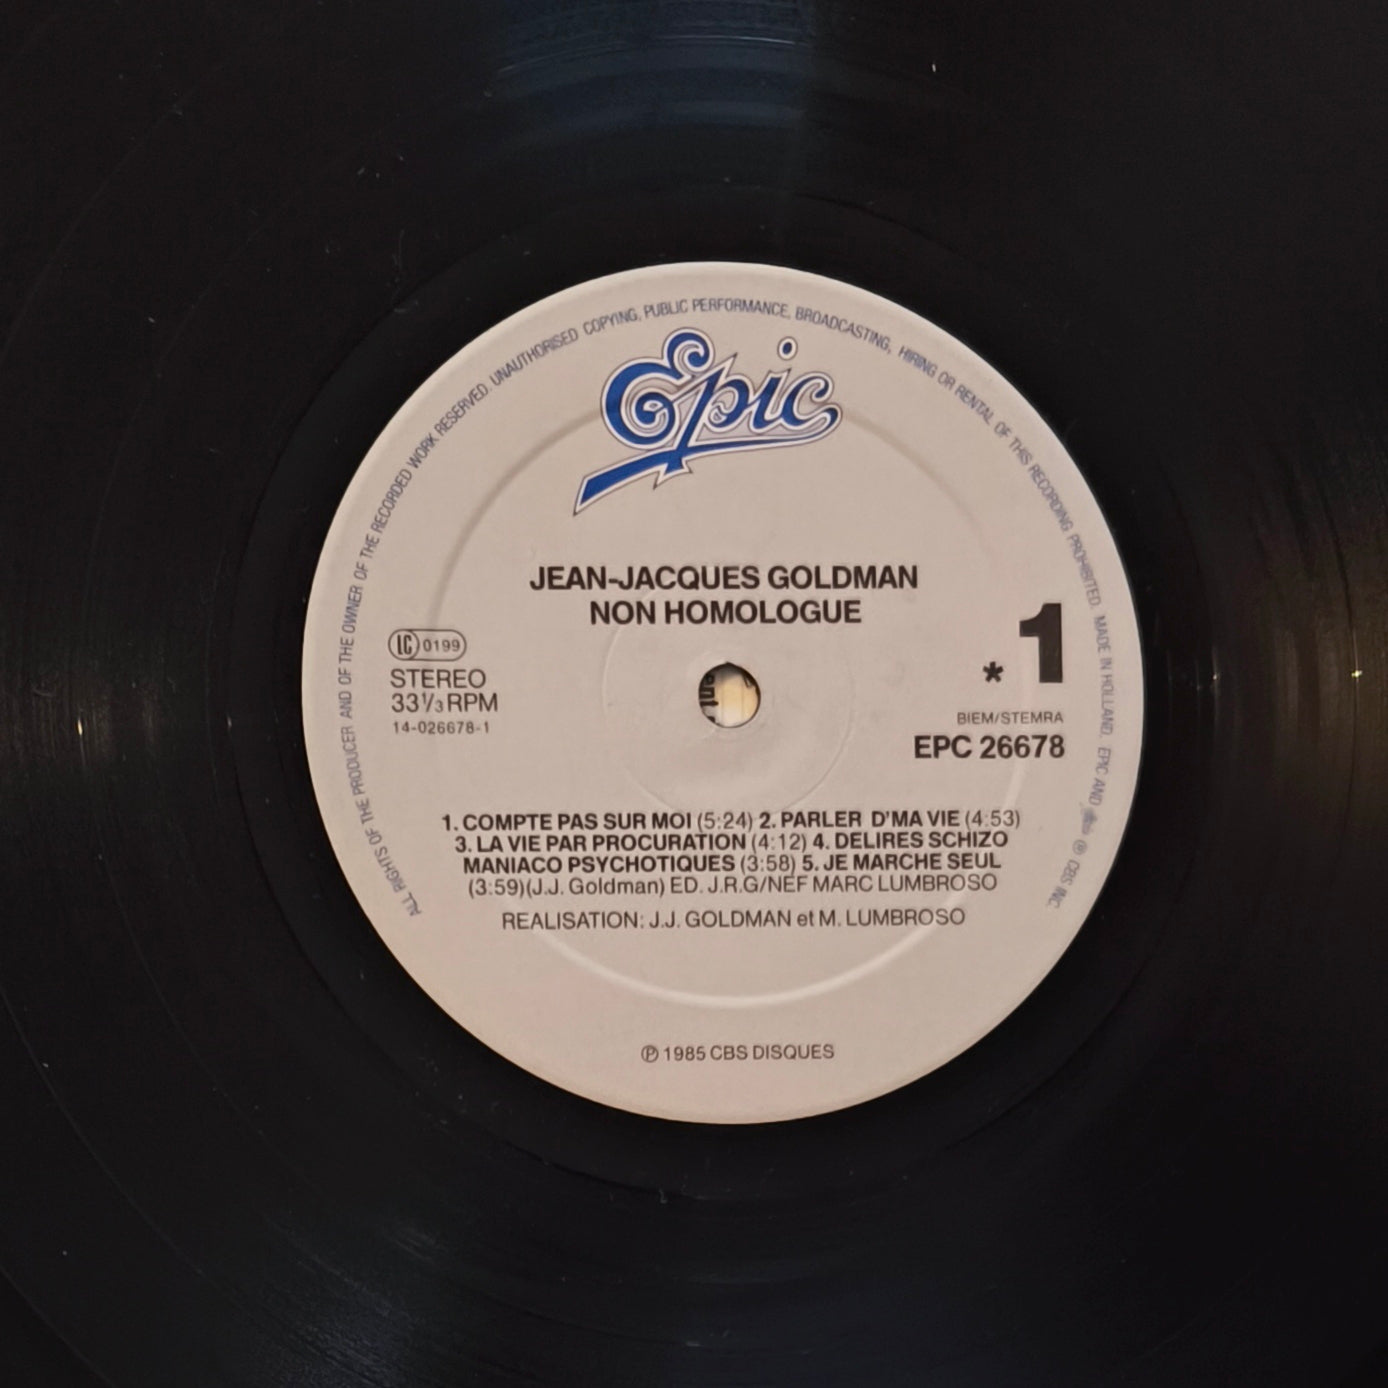 ALL RIGHTS OF THE PRODUCER AND OF THE OWNER OF THE RECORDED WORK RESERVED. UNAUTHORISED COPYING, PUBLIC PERFORMANCE, BROADCASTING, HIRING OR RENTAL OF THIS RECORDING PROHIBITED. MADE IN HOLLAND. EPIC AND ® CBS INC.
Epic
JEAN-JACQUES GOLDMAN
NON HOMOLOGUE
LC 0199
STEREO
33⅓ RPM
14-026678-1
* 1
BIEM/STEMRA
EPC 26678
1. COMPTE PAS SUR MOI (5:24) 2. PARLER D'MA VIE (4:53)
3. LA VIE PAR PROCURATION (4:12) 4. DELIRES SCHIZO
MANIACO PSYCHOTIQUES (3:58) 5. JE MARCHE SEUL
(3:59)(J.J. Goldman) ED. J.R.G/NEF MARC LUMBROSO
REALISATION: J.J. GOLDMAN et M. LUMBROSO
℗ 1985 CBS DISQUES